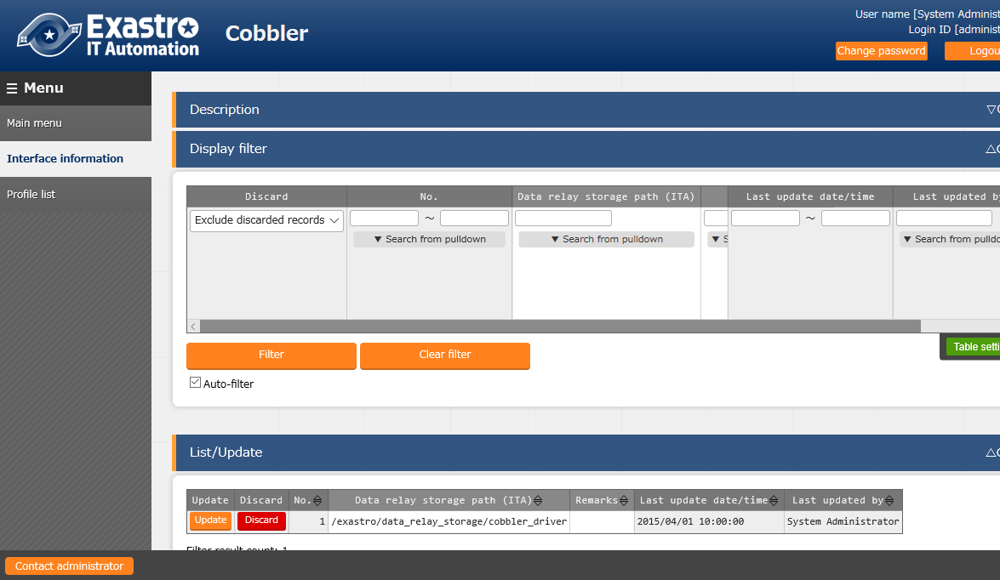 Exastro
IT Automation
Cobbler
User name [System Administ
Login ID [administ
Change password
Logou
Menu
Main menu
Interface information
Profile list
Description
Display filter
Discard No. Data relay storage path (ITA) Last update date/time Last updated by
Exclude discarded records ~ ~
▼ Search from pulldown ▼ Search from pulldown ▼ S ▼ Search from pulldo
Filter Clear filter
Table setti
Auto-filter
List/Update
Update Discard No. Data relay storage path (ITA) Remarks Last update date/time Last updated by
Update Discard 1 /exastro/data_relay_storage/cobbler_driver 2015/04/01 10:00:00 System Administrator
Filter result count: 1
Contact administrator